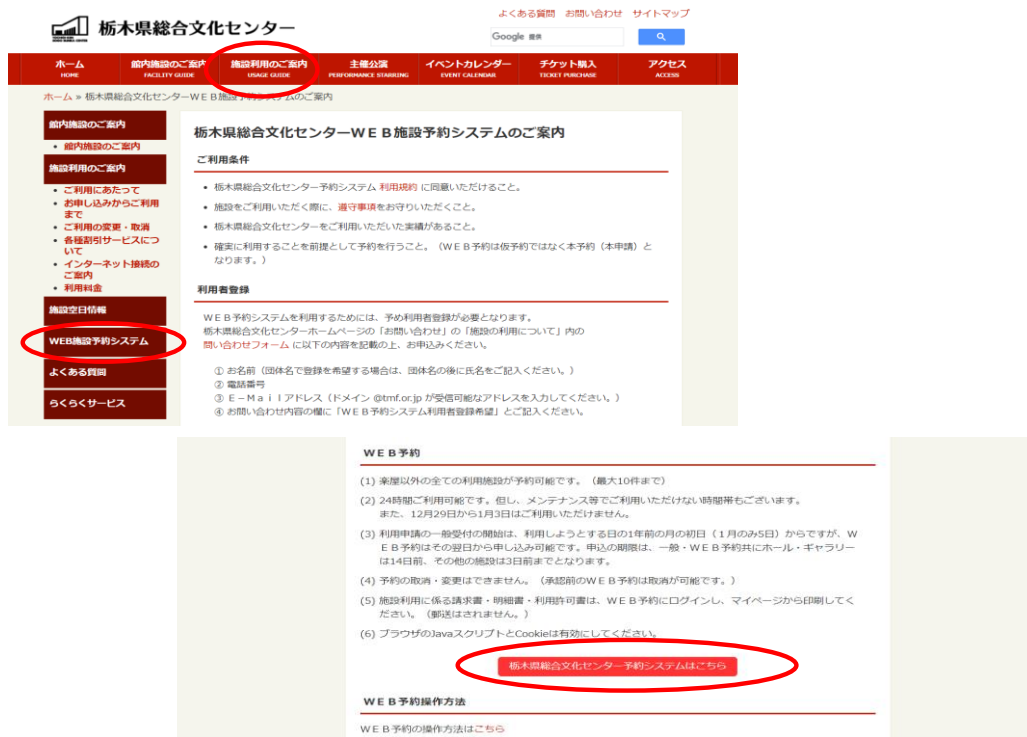 よくある質問 お問い合わせ サイトマップ
栃木県総合文化センター
Google 提供
ホーム 館内施設のご案内 施設利用のご案内 主催公演 イベントカレンダー チケット購入 アクセス
HOME FACILITY GUIDE USAGE GUIDE PERFORMANCE STARRING EVENT CALENDAR TICKET PURCHASE ACCESS
ホーム » 栃木県総合文化センターWEB施設予約システムのご案内
館内施設のご案内
• 館内施設のご案内
施設利用のご案内
• ご利用にあたって
• お申し込みからご利用
まで
• ご利用の変更・取消
• 各種割引サービスにつ
いて
• インターネット接続の
ご案内
• 利用料金
施設空日情報
WEB施設予約システム
よくある質問
らくらくサービス
栃木県総合文化センターWEB施設予約システムのご案内
ご利用条件
• 栃木県総合文化センター予約システム 利用規約 に同意いただけること。
• 施設をご利用いただく際に、遵守事項をお守りいただくこと。
• 栃木県総合文化センターをご利用いただいた実績があること。
• 確実に利用することを前提として予約を行うこと。(WEB予約は仮予約ではなく本予約(本申請)と
なります。)
利用者登録
WEB予約システムを利用するためには、予め利用者登録が必要となります。
栃木県総合文化センターホームページの「お問い合わせ」の「施設の利用について」内の
問い合わせフォーム に以下の内容を記載の上、お申込みください。
① お名前(団体名で登録を希望する場合は、団体名の後に氏名をご記入ください。)
② 電話番号
③ E-Mailアドレス(ドメイン @tmf.or.jp が受信可能なアドレスを入力してください。)
④ お問い合わせ内容の欄に「WEB予約システム利用者登録希望」とご記入ください。
WEB予約
(1) 楽屋以外の全ての利用施設が予約可能です。(最大10件まで)
(2) 24時間ご利用可能です。但し、メンテナンス等でご利用いただけない時間帯もございます。
また、12月29日から1月3日はご利用いただけません。
(3) 利用申請の一般受付の開始は、利用しようとする日の1年前の月の初日(1月のみ5日)からですが、W
EB予約はその翌日から申し込み可能です。申込の期限は、一般・WEB予約共にホール・ギャラリー
は14日前、その他の施設は3日前までとなります。
(4) 予約の取消・変更はできません。(承認前のWEB予約は取消が可能です。)
(5) 施設利用に係る請求書・明細書・利用許可書は、WEB予約にログインし、マイページから印刷してく
ださい。(郵送はされません。)
(6) ブラウザのJavaスクリプトとCookieは有効にしてください。
栃木県総合文化センター予約システムはこちら
WEB予約操作方法
WEB予約の操作方法はこちら